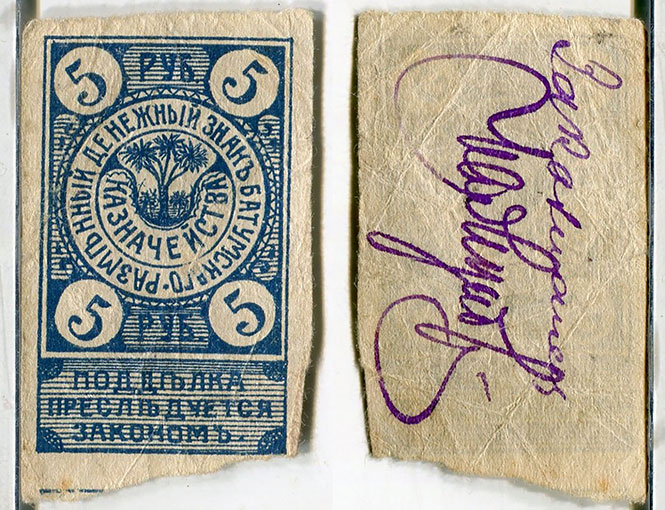 5 РУБ 5
РАЗМѢННЫЙ ДЕНЕЖНЫЙ ЗНАКЪ БАТУМСКАГО
КАЗНАЧЕЙСТВА
5 РУБ 5
ПОДДѢЛКА
ПРЕСЛѢДУЕТСЯ
ЗАКОНОМЪ.